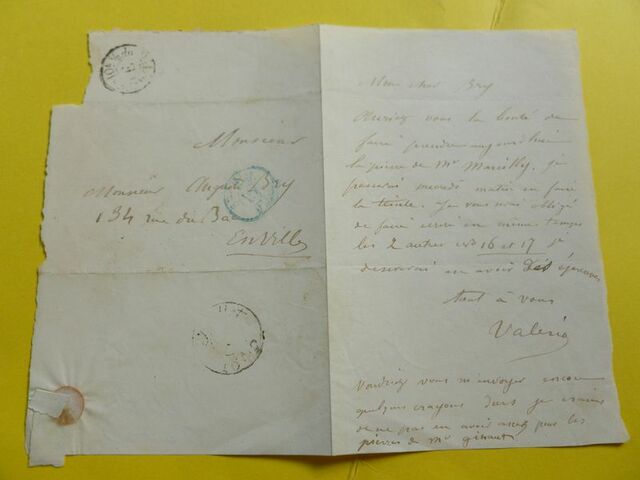 Monsieur
Monsieur Auguste Bry
134 rue du Bac
En Ville
Mon cher Bry
Auriez vous la bonté de
faire prendre aujourd'hui
la pierre de Mr Marcilly, je
passerai mercredi matin en faire
la teinte. Je vous serai obligé
de faire en même temps
les 2 autres nos 16 et 17 je
desirerais en avoir des épreuves
tout à vous
Valerio
Voudriez vous m'envoyer encore
quelques crayons durs je crains
de ne pas en avoir assez pour les
pierres de Mr